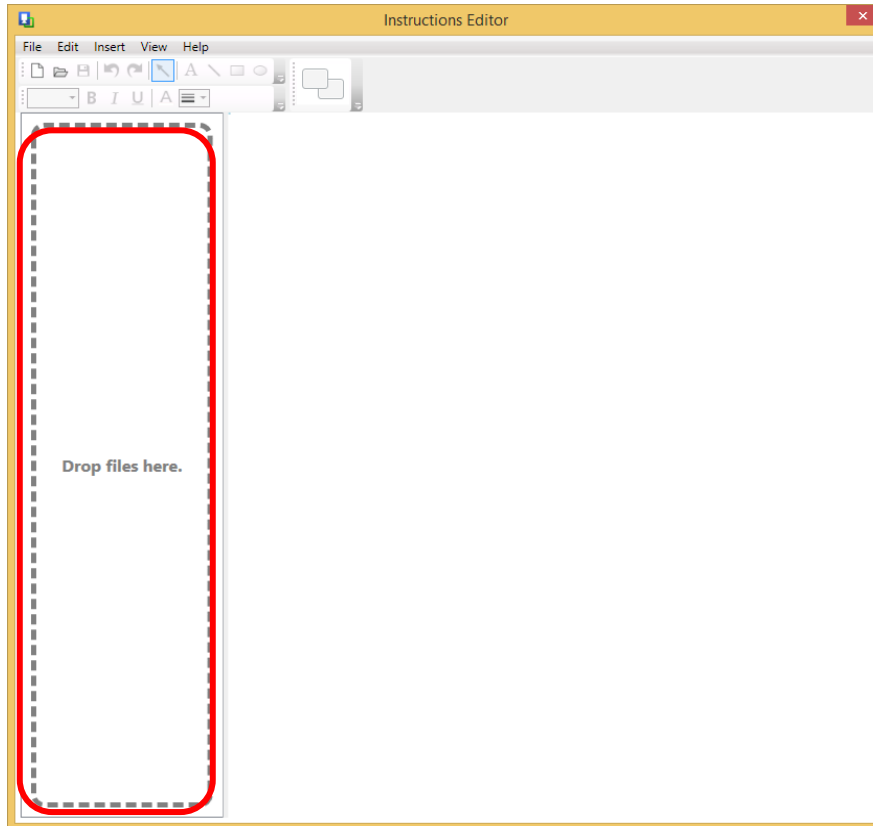 Instructions Editor
File Edit Insert View Help
A
B I U A
Drop files here.